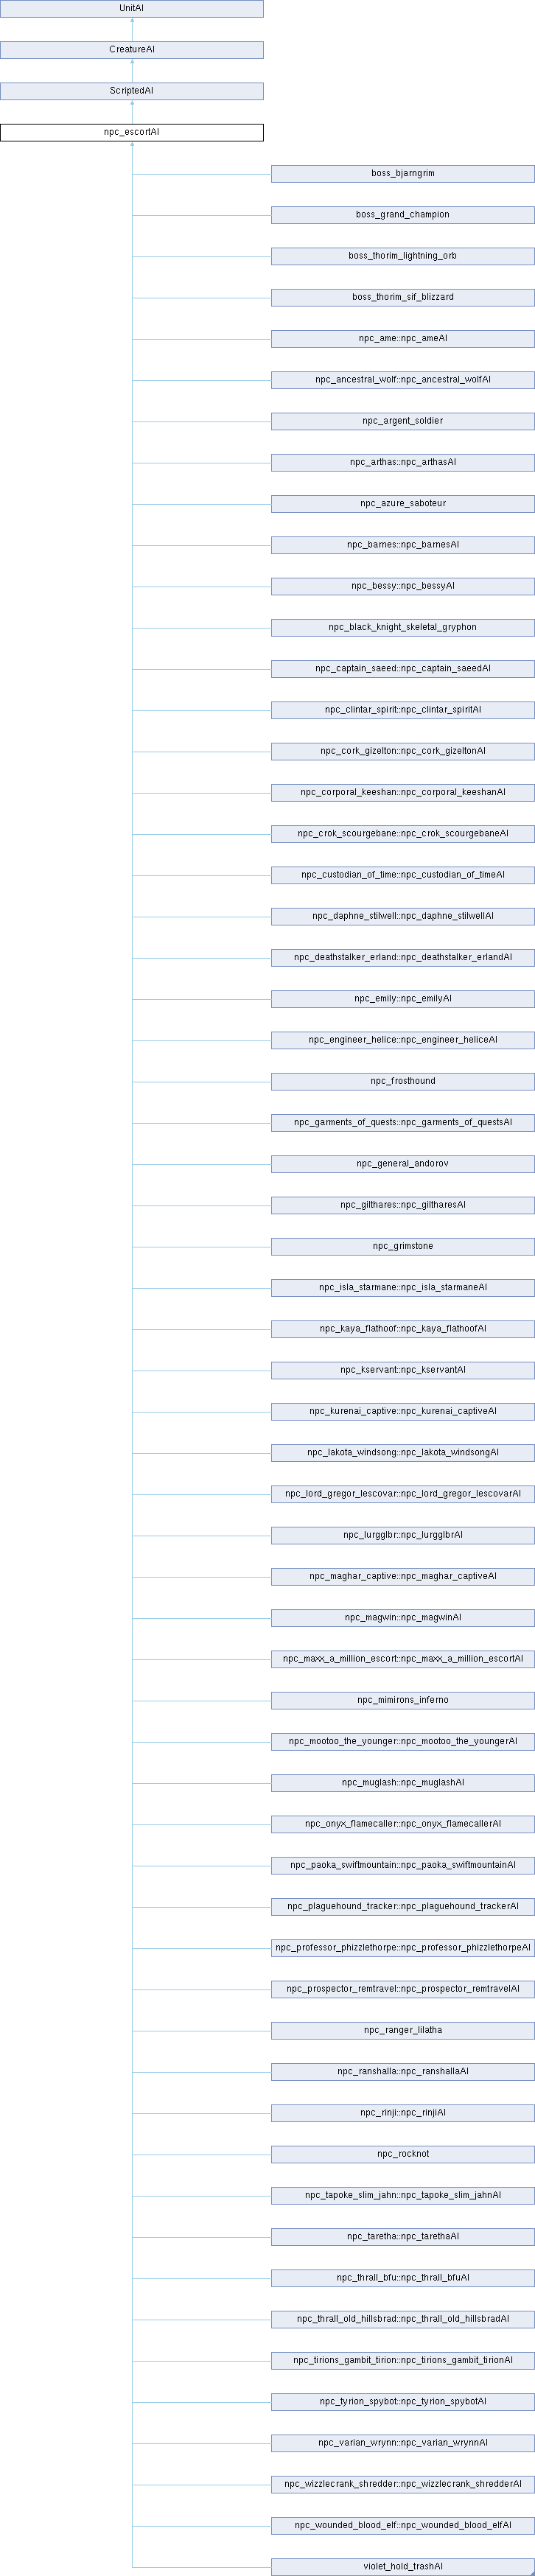 UnitAI
CreatureAI
ScriptedAI
npc_escortAI
boss_bjarngrim
boss_grand_champion
boss_thorim_lightning_orb
boss_thorim_sif_blizzard
npc_ame::npc_ameAI
npc_ancestral_wolf::npc_ancestral_wolfAI
npc_argent_soldier
npc_arthas::npc_arthasAI
npc_azure_saboteur
npc_barnes::npc_barnesAI
npc_bessy::npc_bessyAI
npc_black_knight_skeletal_gryphon
npc_captain_saeed::npc_captain_saeedAI
npc_clintar_spirit::npc_clintar_spiritAI
npc_cork_gizelton::npc_cork_gizeltonAI
npc_corporal_keeshan::npc_corporal_keeshanAI
npc_crok_scourgebane::npc_crok_scourgebaneAI
npc_custodian_of_time::npc_custodian_of_timeAI
npc_daphne_stilwell::npc_daphne_stilwellAI
npc_deathstalker_erland::npc_deathstalker_erlandAI
npc_emily::npc_emilyAI
npc_engineer_helice::npc_engineer_heliceAI
npc_frosthound
npc_garments_of_quests::npc_garments_of_questsAI
npc_general_andorov
npc_gilthares::npc_giltharesAI
npc_grimstone
npc_isla_starmane::npc_isla_starmaneAI
npc_kaya_flathoof::npc_kaya_flathoofAI
npc_kservant::npc_kservantAI
npc_kurenai_captive::npc_kurenai_captiveAI
npc_lakota_windsong::npc_lakota_windsongAI
npc_lord_gregor_lescovar::npc_lord_gregor_lescovarAI
npc_lurgglbr::npc_lurgglbrAI
npc_maghar_captive::npc_maghar_captiveAI
npc_magwin::npc_magwinAI
npc_maxx_a_million_escort::npc_maxx_a_million_escortAI
npc_mimirons_inferno
npc_mootoo_the_younger::npc_mootoo_the_youngerAI
npc_muglash::npc_muglashAI
npc_onyx_flamecaller::npc_onyx_flamecallerAI
npc_paoka_swiftmountain::npc_paoka_swiftmountainAI
npc_plaguehound_tracker::npc_plaguehound_trackerAI
npc_professor_phizzlethorpe::npc_professor_phizzlethorpeAI
npc_prospector_remtravel::npc_prospector_remtravelAI
npc_ranger_lilatha
npc_ranshalla::npc_ranshallaAI
npc_rinji::npc_rinjiAI
npc_rocknot
npc_tapoke_slim_jahn::npc_tapoke_slim_jahnAI
npc_taretha::npc_tarethaAI
npc_thrall_bfu::npc_thrall_bfuAI
npc_thrall_old_hillsbrad::npc_thrall_old_hillsbradAI
npc_tirions_gambit_tirion::npc_tirions_gambit_tirionAI
npc_tyrion_spybot::npc_tyrion_spybotAI
npc_varian_wrynn::npc_varian_wrynnAI
npc_wizzlecrank_shredder::npc_wizzlecrank_shredderAI
npc_wounded_blood_elf::npc_wounded_blood_elfAI
violet_hold_trashAI